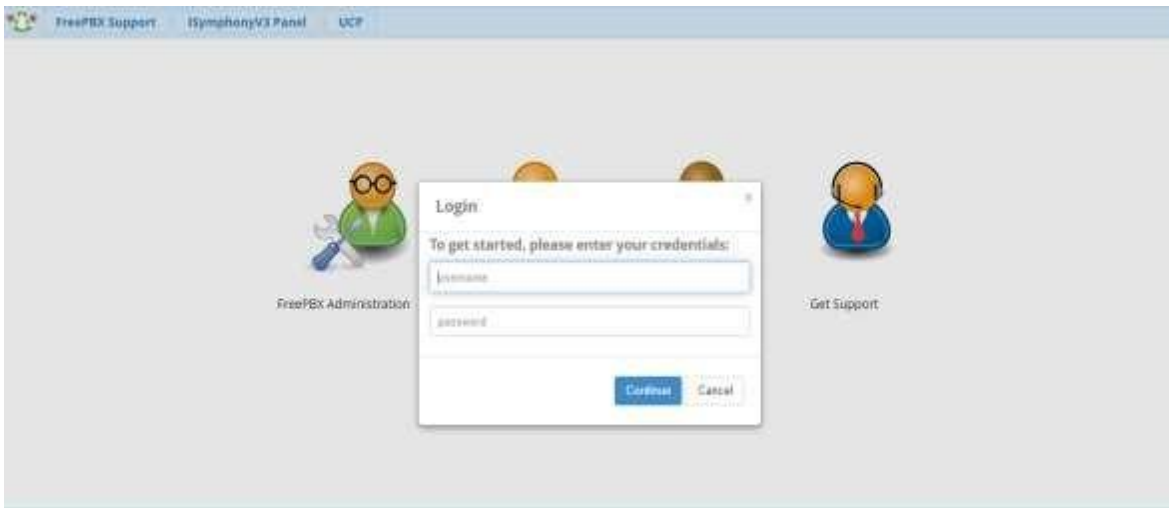 FreePBX Support iSymphonyV3 Panel UCP
Login
x
To get started, please enter your credentials:
username
password
Continue Cancel
FreePBX Administration
Get Support